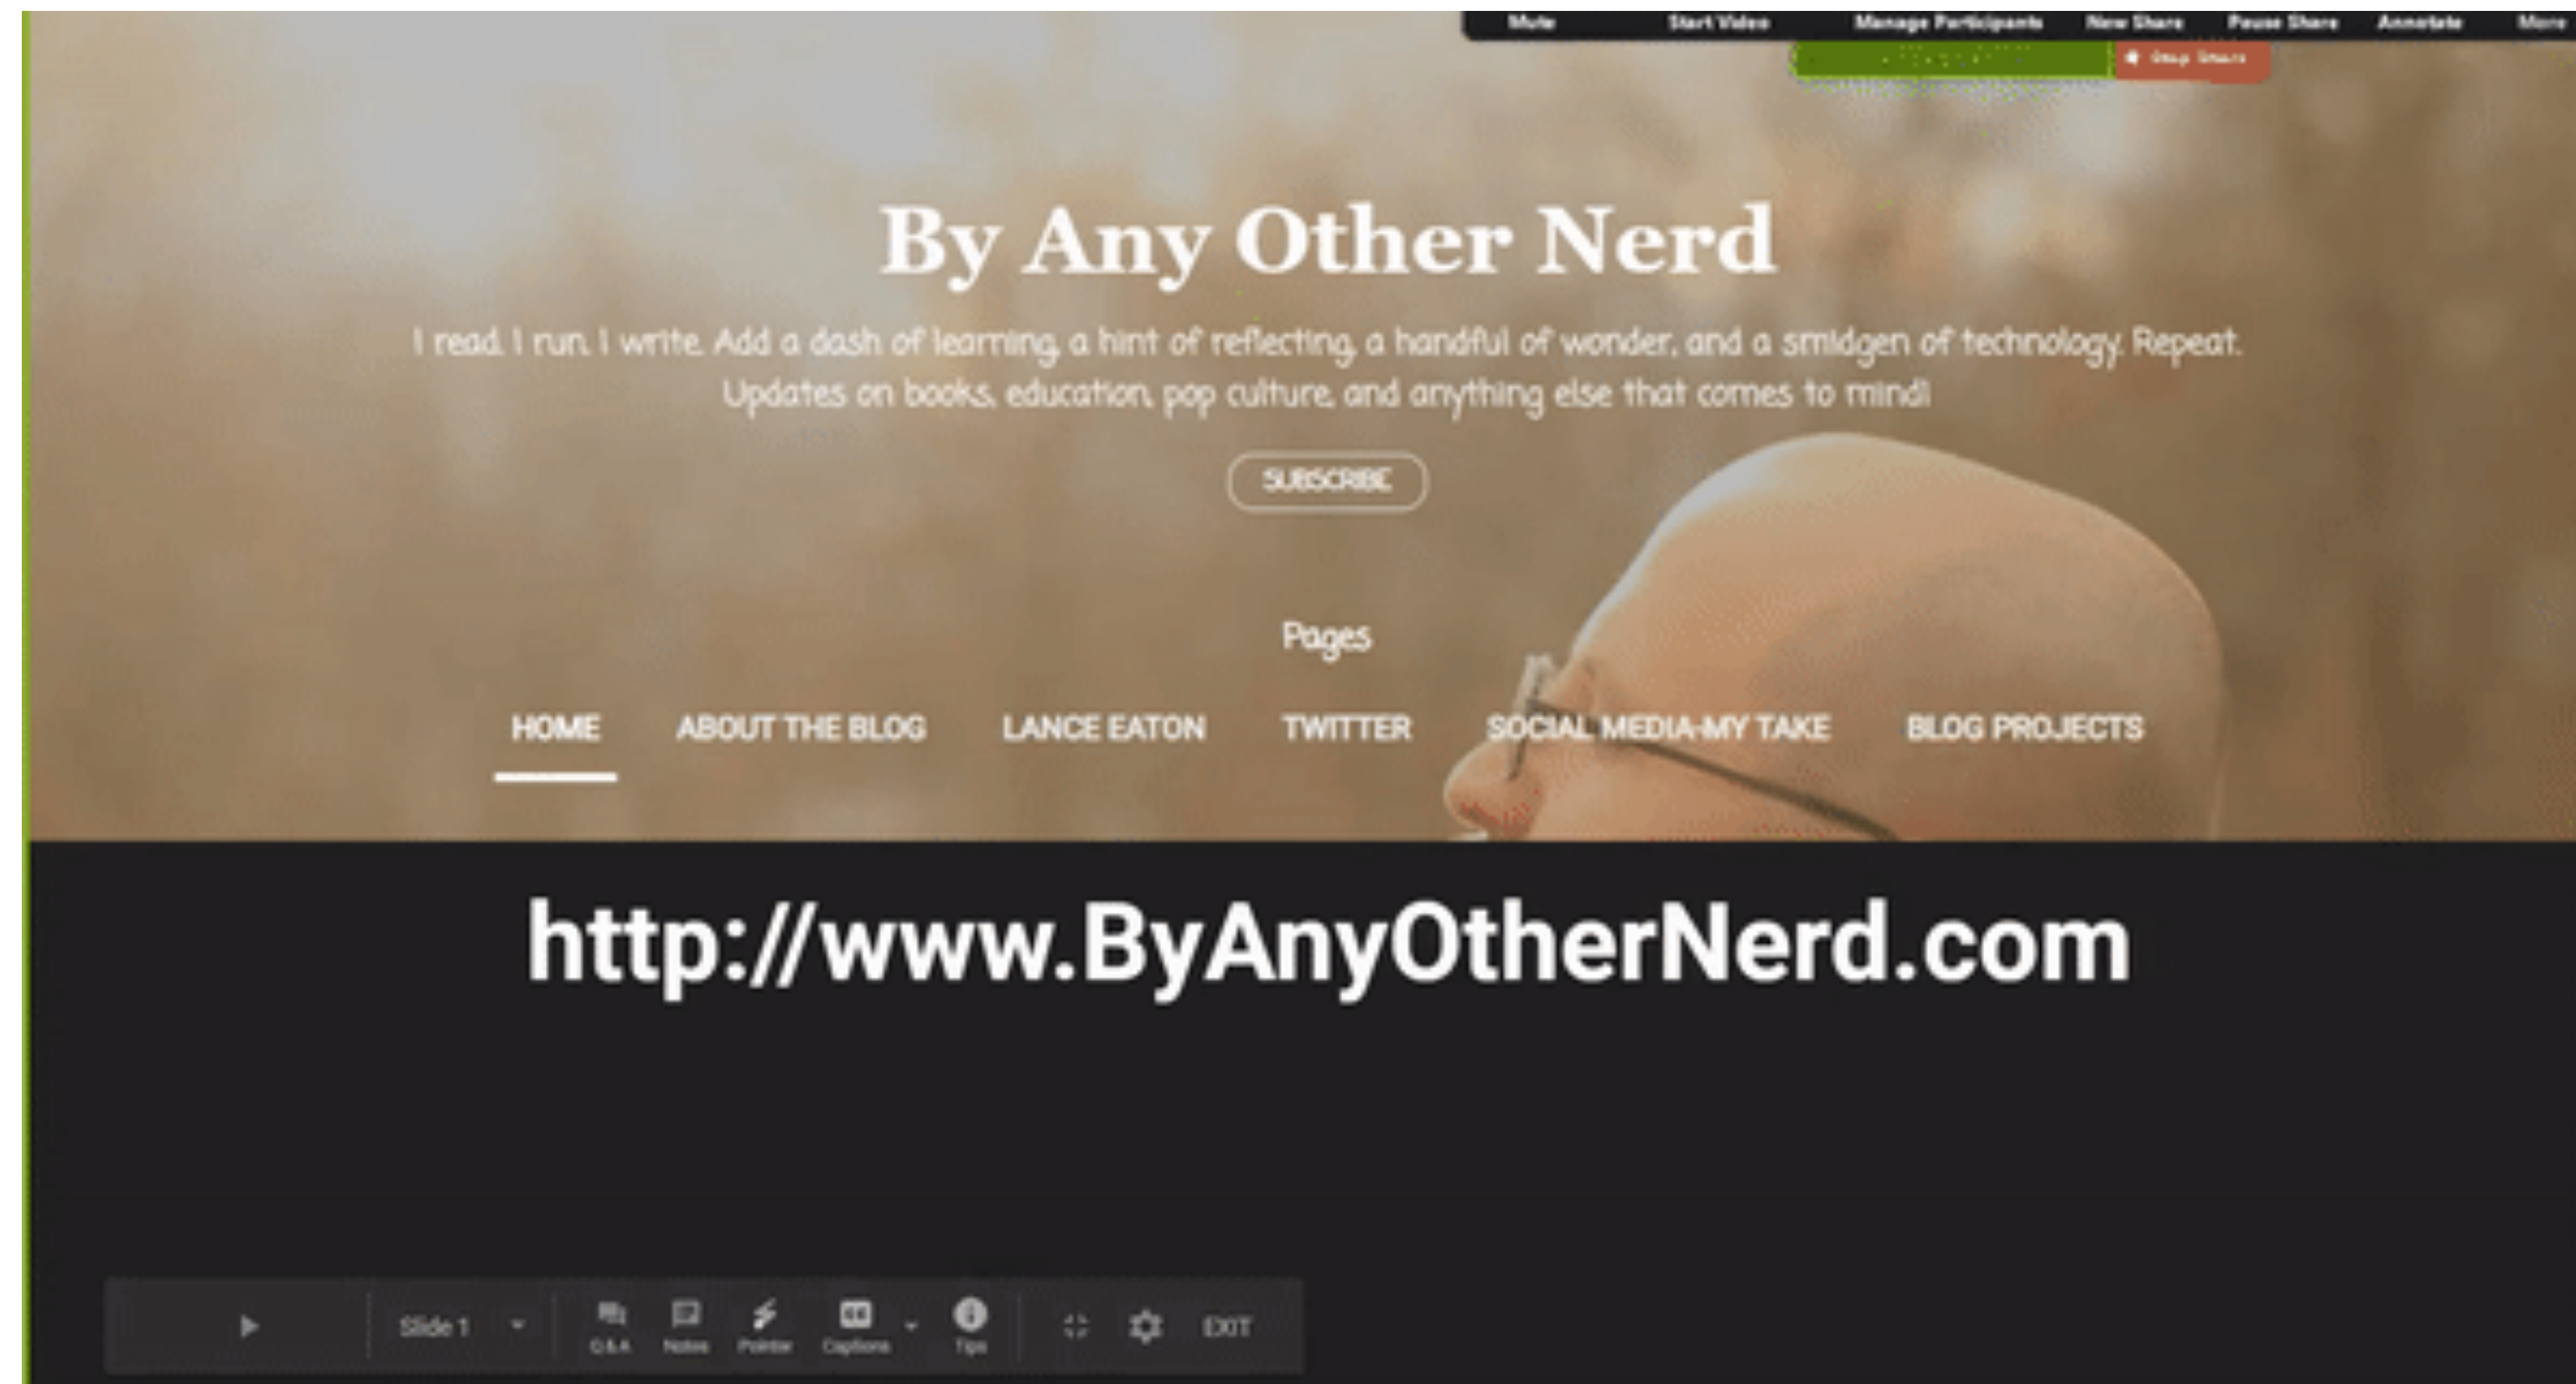 Mute Start Video Manage Participants New Share Pause Share Annotate More
Stop Share
By Any Other Nerd
I read. I run. I write. Add a dash of learning, a hint of reflecting, a handful of wonder, and a smidgen of technology. Repeat.
Updates on books, education, pop culture, and anything else that comes to mind!
SUBSCRIBE
Pages
HOME ABOUT THE BLOG LANCE EATON TWITTER SOCIAL MEDIA-MY TAKE BLOG PROJECTS
http://www.ByAnyOtherNerd.com
Slide 1 EXIT
Q&A Notes Pointer Captions Tips